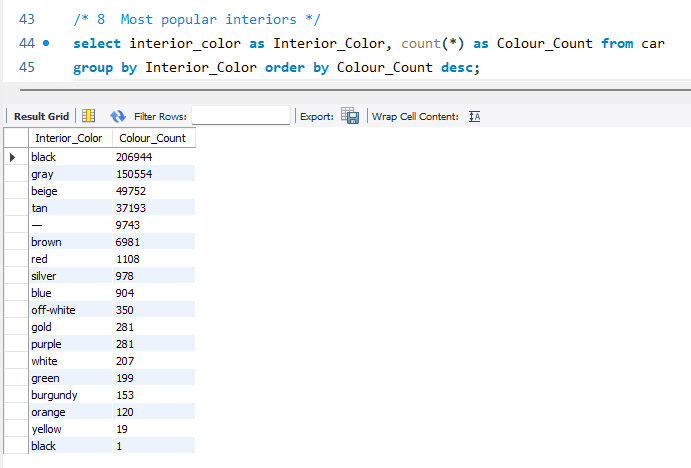 43 /* 8  Most popular interiors */
44 select interior_color as Interior_Color, count(*) as Colour_Count from car
45 group by Interior_Color order by Colour_Count desc;
Result Grid Filter Rows: Export: Wrap Cell Content: IA
Interior_Color Colour_Count
black 206944
gray 150554
beige 49752
tan 37193
— 9743
brown 6981
red 1108
silver 978
blue 904
off-white 350
gold 281
purple 281
white 207
green 199
burgundy 153
orange 120
yellow 19
black 1